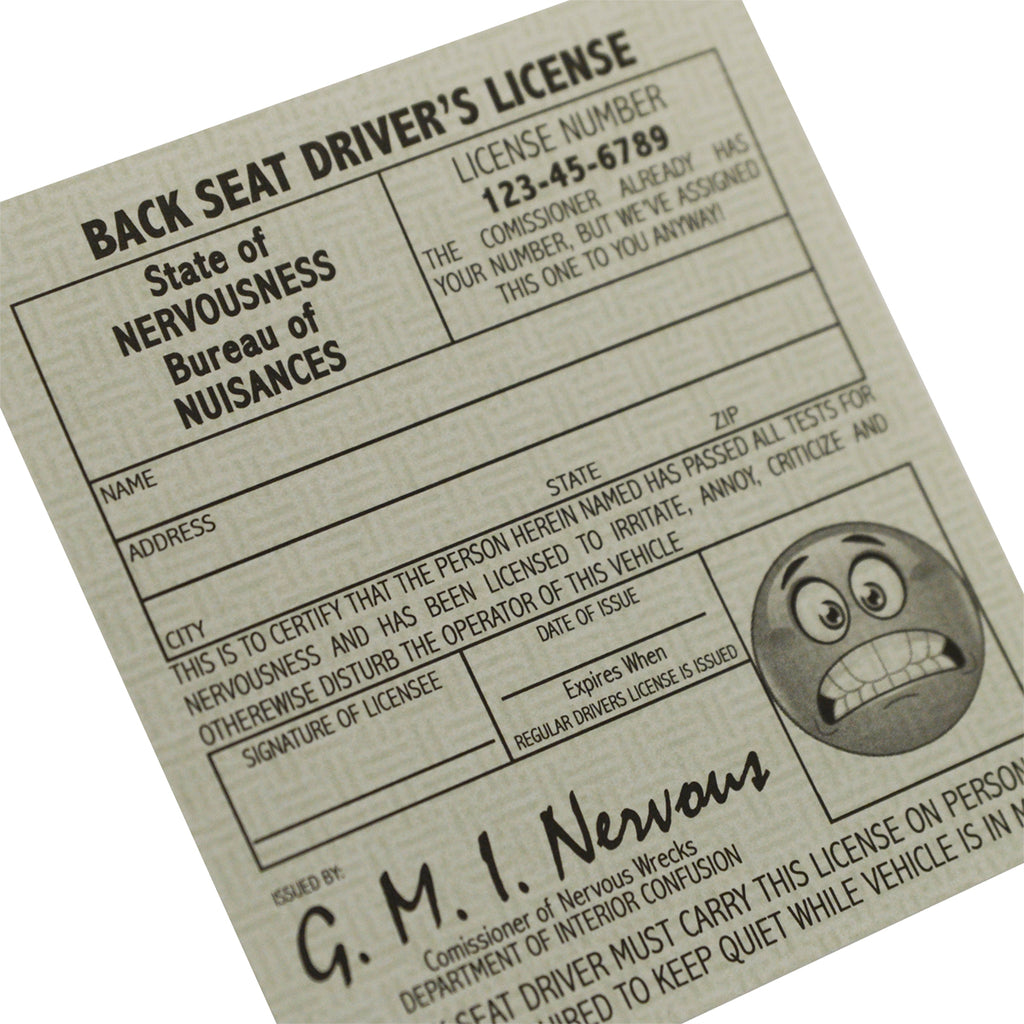 BACK SEAT DRIVER'S LICENSE
State of
NERVOUSNESS
Bureau of
NUISANCES
LICENSE NUMBER
123-45-6789
THE COMISSIONER ALREADY HAS
YOUR NUMBER, BUT WE'VE ASSIGNED
THIS ONE TO YOU ANYWAY!
NAME
ADDRESS
CITY STATE ZIP
THIS IS TO CERTIFY THAT THE PERSON HEREIN NAMED HAS PASSED ALL TESTS FOR
NERVOUSNESS AND HAS BEEN LICENSED TO IRRITATE, ANNOY, CRITICIZE AND
OTHEREWISE DISTURB THE OPERATOR OF THIS VEHICLE
SIGNATURE OF LICENSEE
DATE OF ISSUE
Expires When
REGULAR DRIVERS LICENSE IS ISSUED
ISSUED BY:
G. M. I. Nervous
Comissioner of Nervous Wrecks
DEPARTMENT OF INTERIOR CONFUSION
SEAT DRIVER MUST CARRY THIS LICENSE ON PERSON
TO KEEP QUIET WHILE VEHICLE IS IN